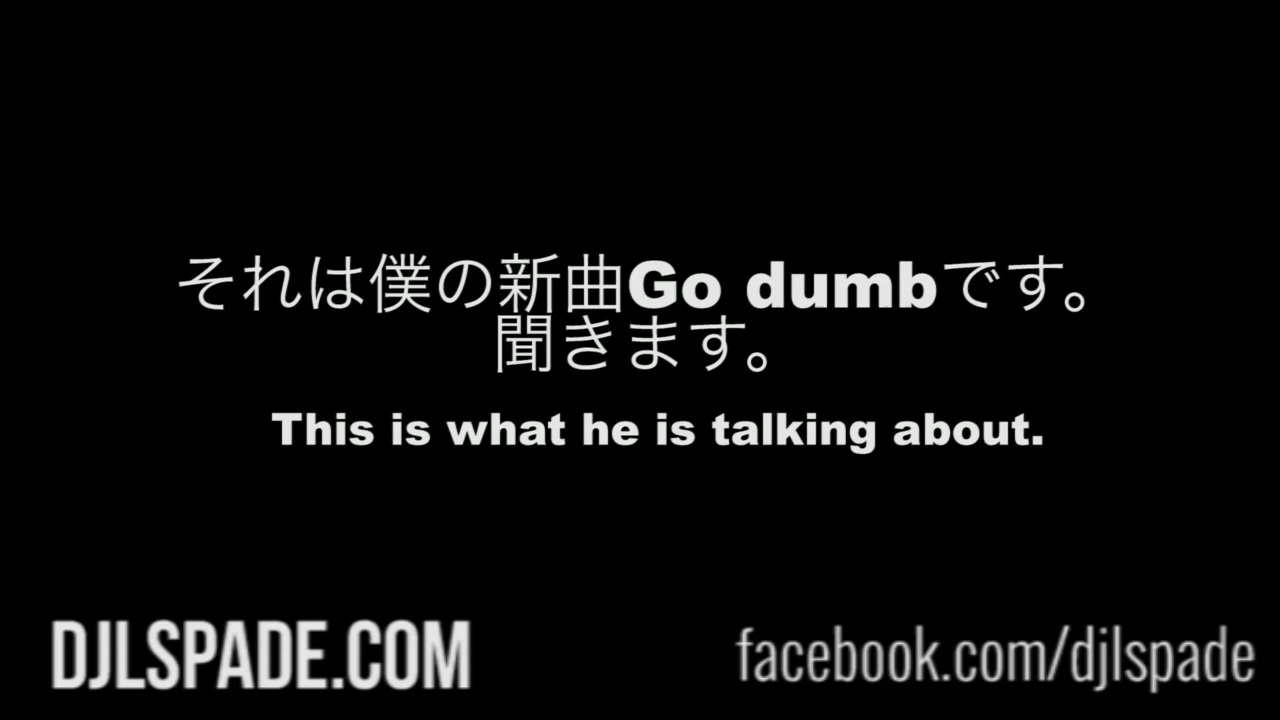 それは僕の新曲Go dumbです。
聞きます。
This is what he is talking about.
DJLSPADE.COM
facebook.com/djlspade